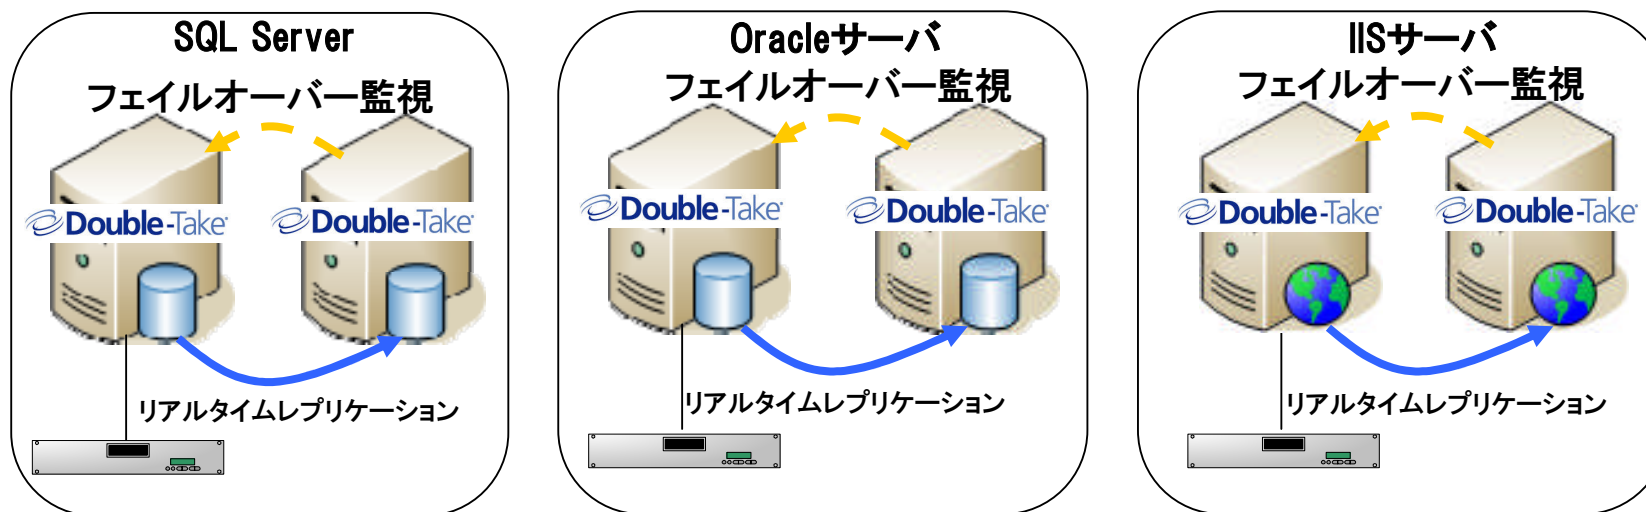 SQL Server
フェイルオーバー監視
Double-Take
Double-Take
リアルタイムレプリケーション
Oracleサーバ
フェイルオーバー監視
Double-Take
Double-Take
リアルタイムレプリケーション
IISサーバ
フェイルオーバー監視
Double-Take
Double-Take
リアルタイムレプリケーション